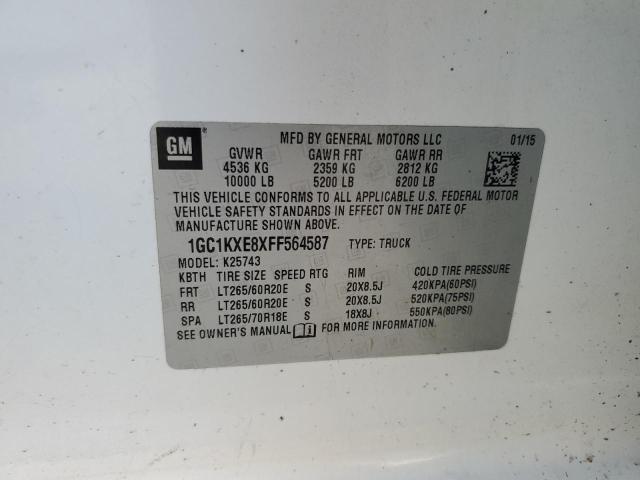 GM
MFD BY GENERAL MOTORS LLC 01/15
GVWR GAWR FRT GAWR RR
4536 KG 2359 KG 2812 KG
10000 LB 5200 LB 6200 LB
THIS VEHICLE CONFORMS TO ALL APPLICABLE U.S. FEDERAL MOTOR
VEHICLE SAFETY STANDARDS IN EFFECT ON THE DATE OF
MANUFACTURE SHOWN ABOVE.
1GC1KXE8XFF564587 TYPE: TRUCK
MODEL: K25743
KBTH TIRE SIZE SPEED RTG RIM COLD TIRE PRESSURE
FRT LT265/60R20E S 20X8.5J 420KPA(60PSI)
RR LT265/60R20E S 20X8.5J 520KPA(75PSI)
SPA LT265/70R18E S 18X8J 550KPA(80PSI)
SEE OWNER'S MANUAL FOR MORE INFORMATION.